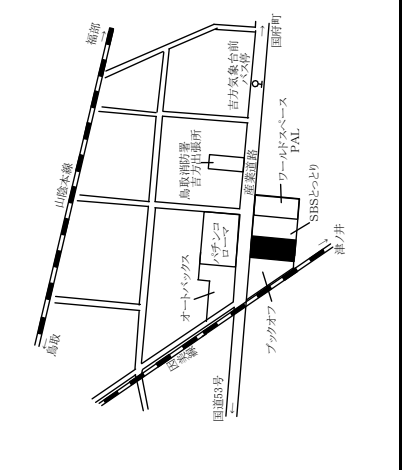 福部
国府町
吉方気象台前
バス停
山陰本線
鳥取消防署
吉方出張所
産業道路
ワールドスペース
PAL
SBSとっとり
パチンコ
ローマ
オートバックス
津ノ井
ブックオフ
鳥取
因美線
国道53号